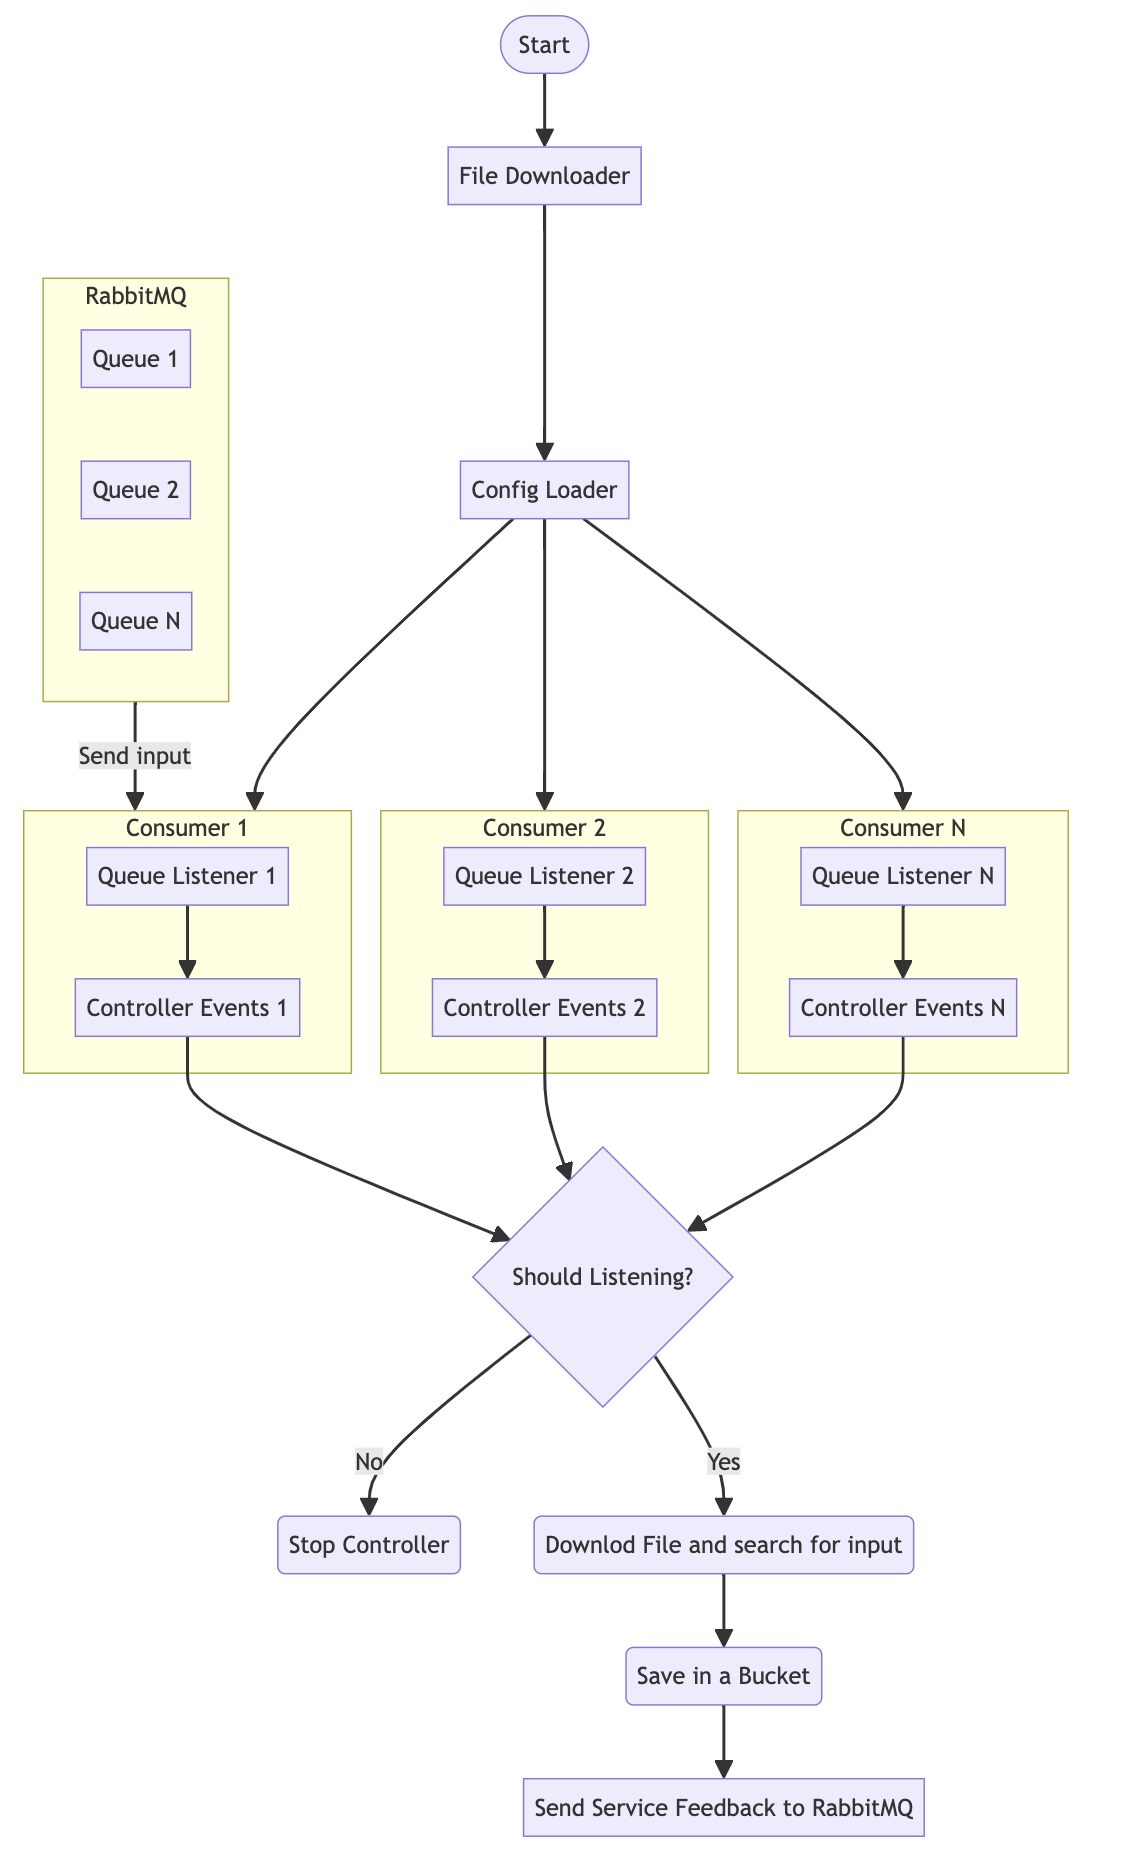 Start
File Downloader
RabbitMQ
Queue 1
Queue 2
Queue N
Config Loader
Send input
Consumer 1
Queue Listener 1
Controller Events 1
Consumer 2
Queue Listener 2
Controller Events 2
Consumer N
Queue Listener N
Controller Events N
Should Listening?
No
Yes
Stop Controller
Downlod File and search for input
Save in a Bucket
Send Service Feedback to RabbitMQ